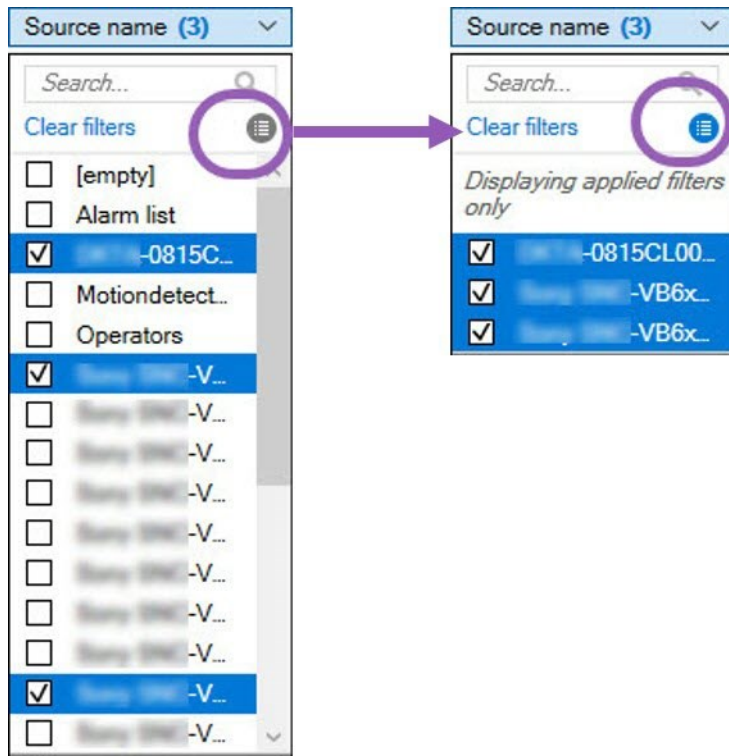 Source name (3)
Search...
Clear filters
[empty]
Alarm list
-0815C...
Motiondetect...
Operators
-V...
-V...
-V...
-V...
-V...
-V...
-V...
-V...
-V...
-V...
Source name (3)
Search...
Clear filters
Displaying applied filters
only
-0815CL00...
-VB6x...
-VB6x...